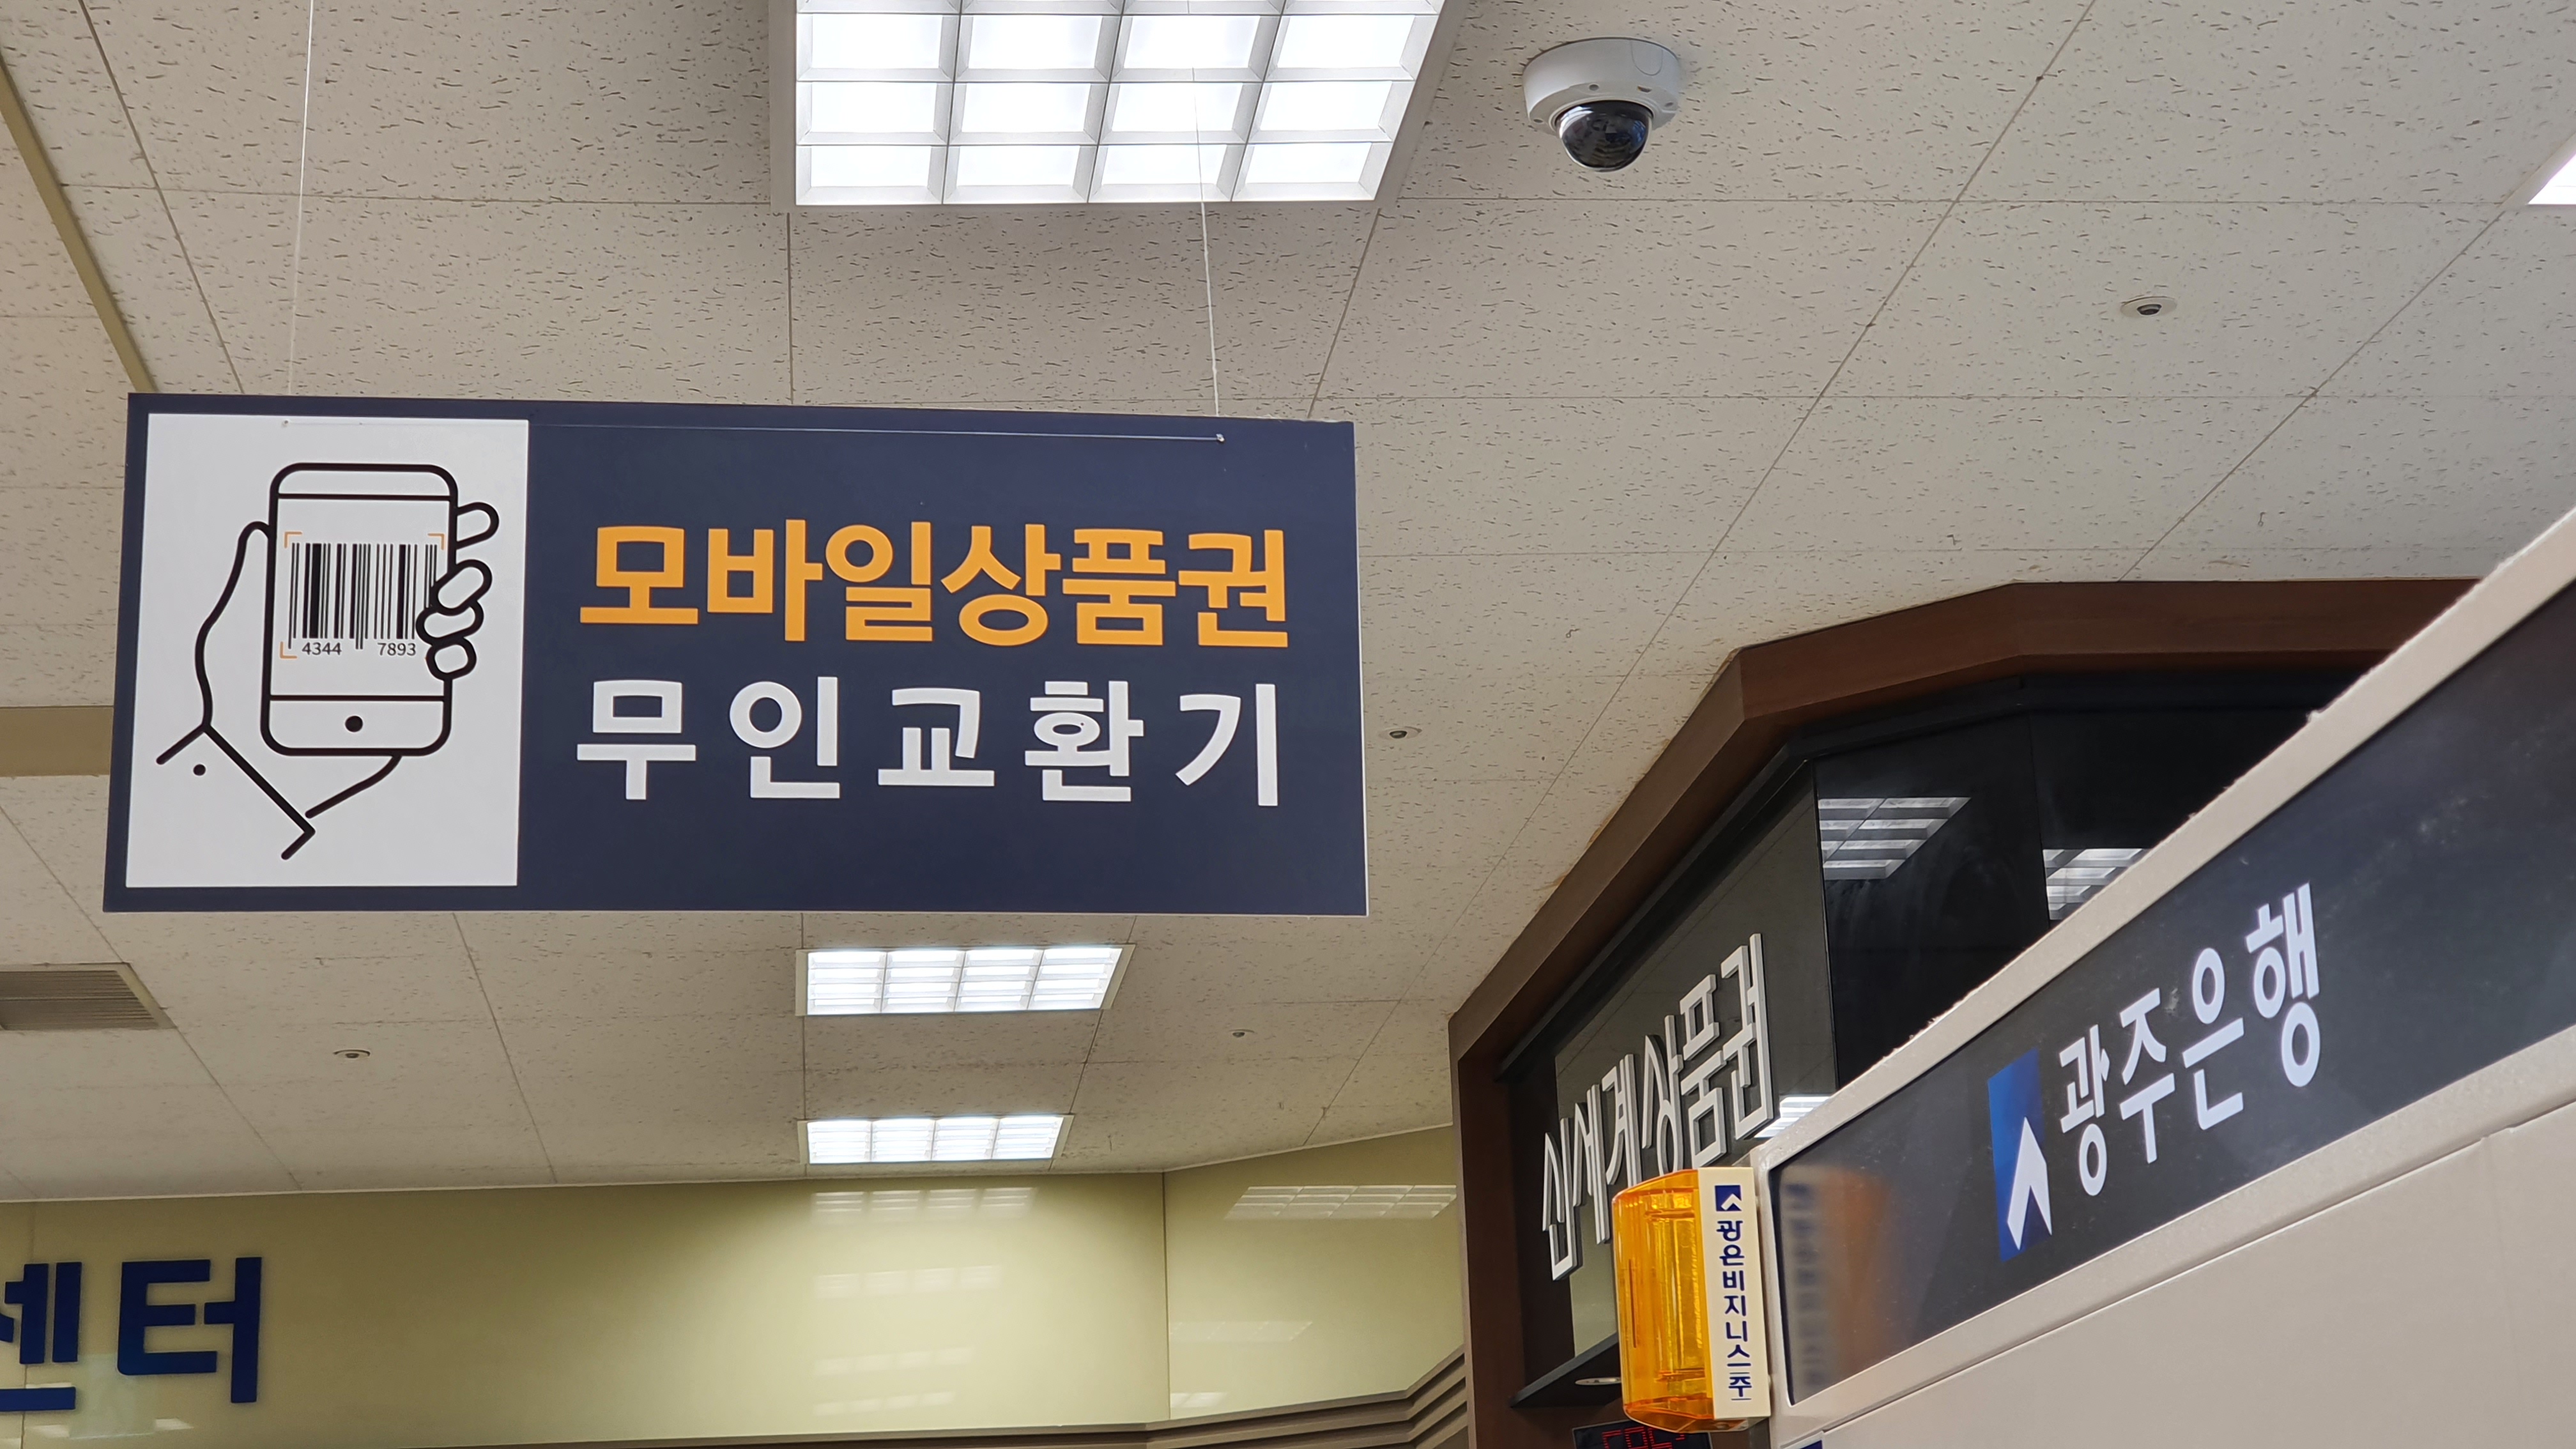 모바일상품권
무인교환기
4344 7893
신세계상품권
광주은행
광은비지니스㈜
센터